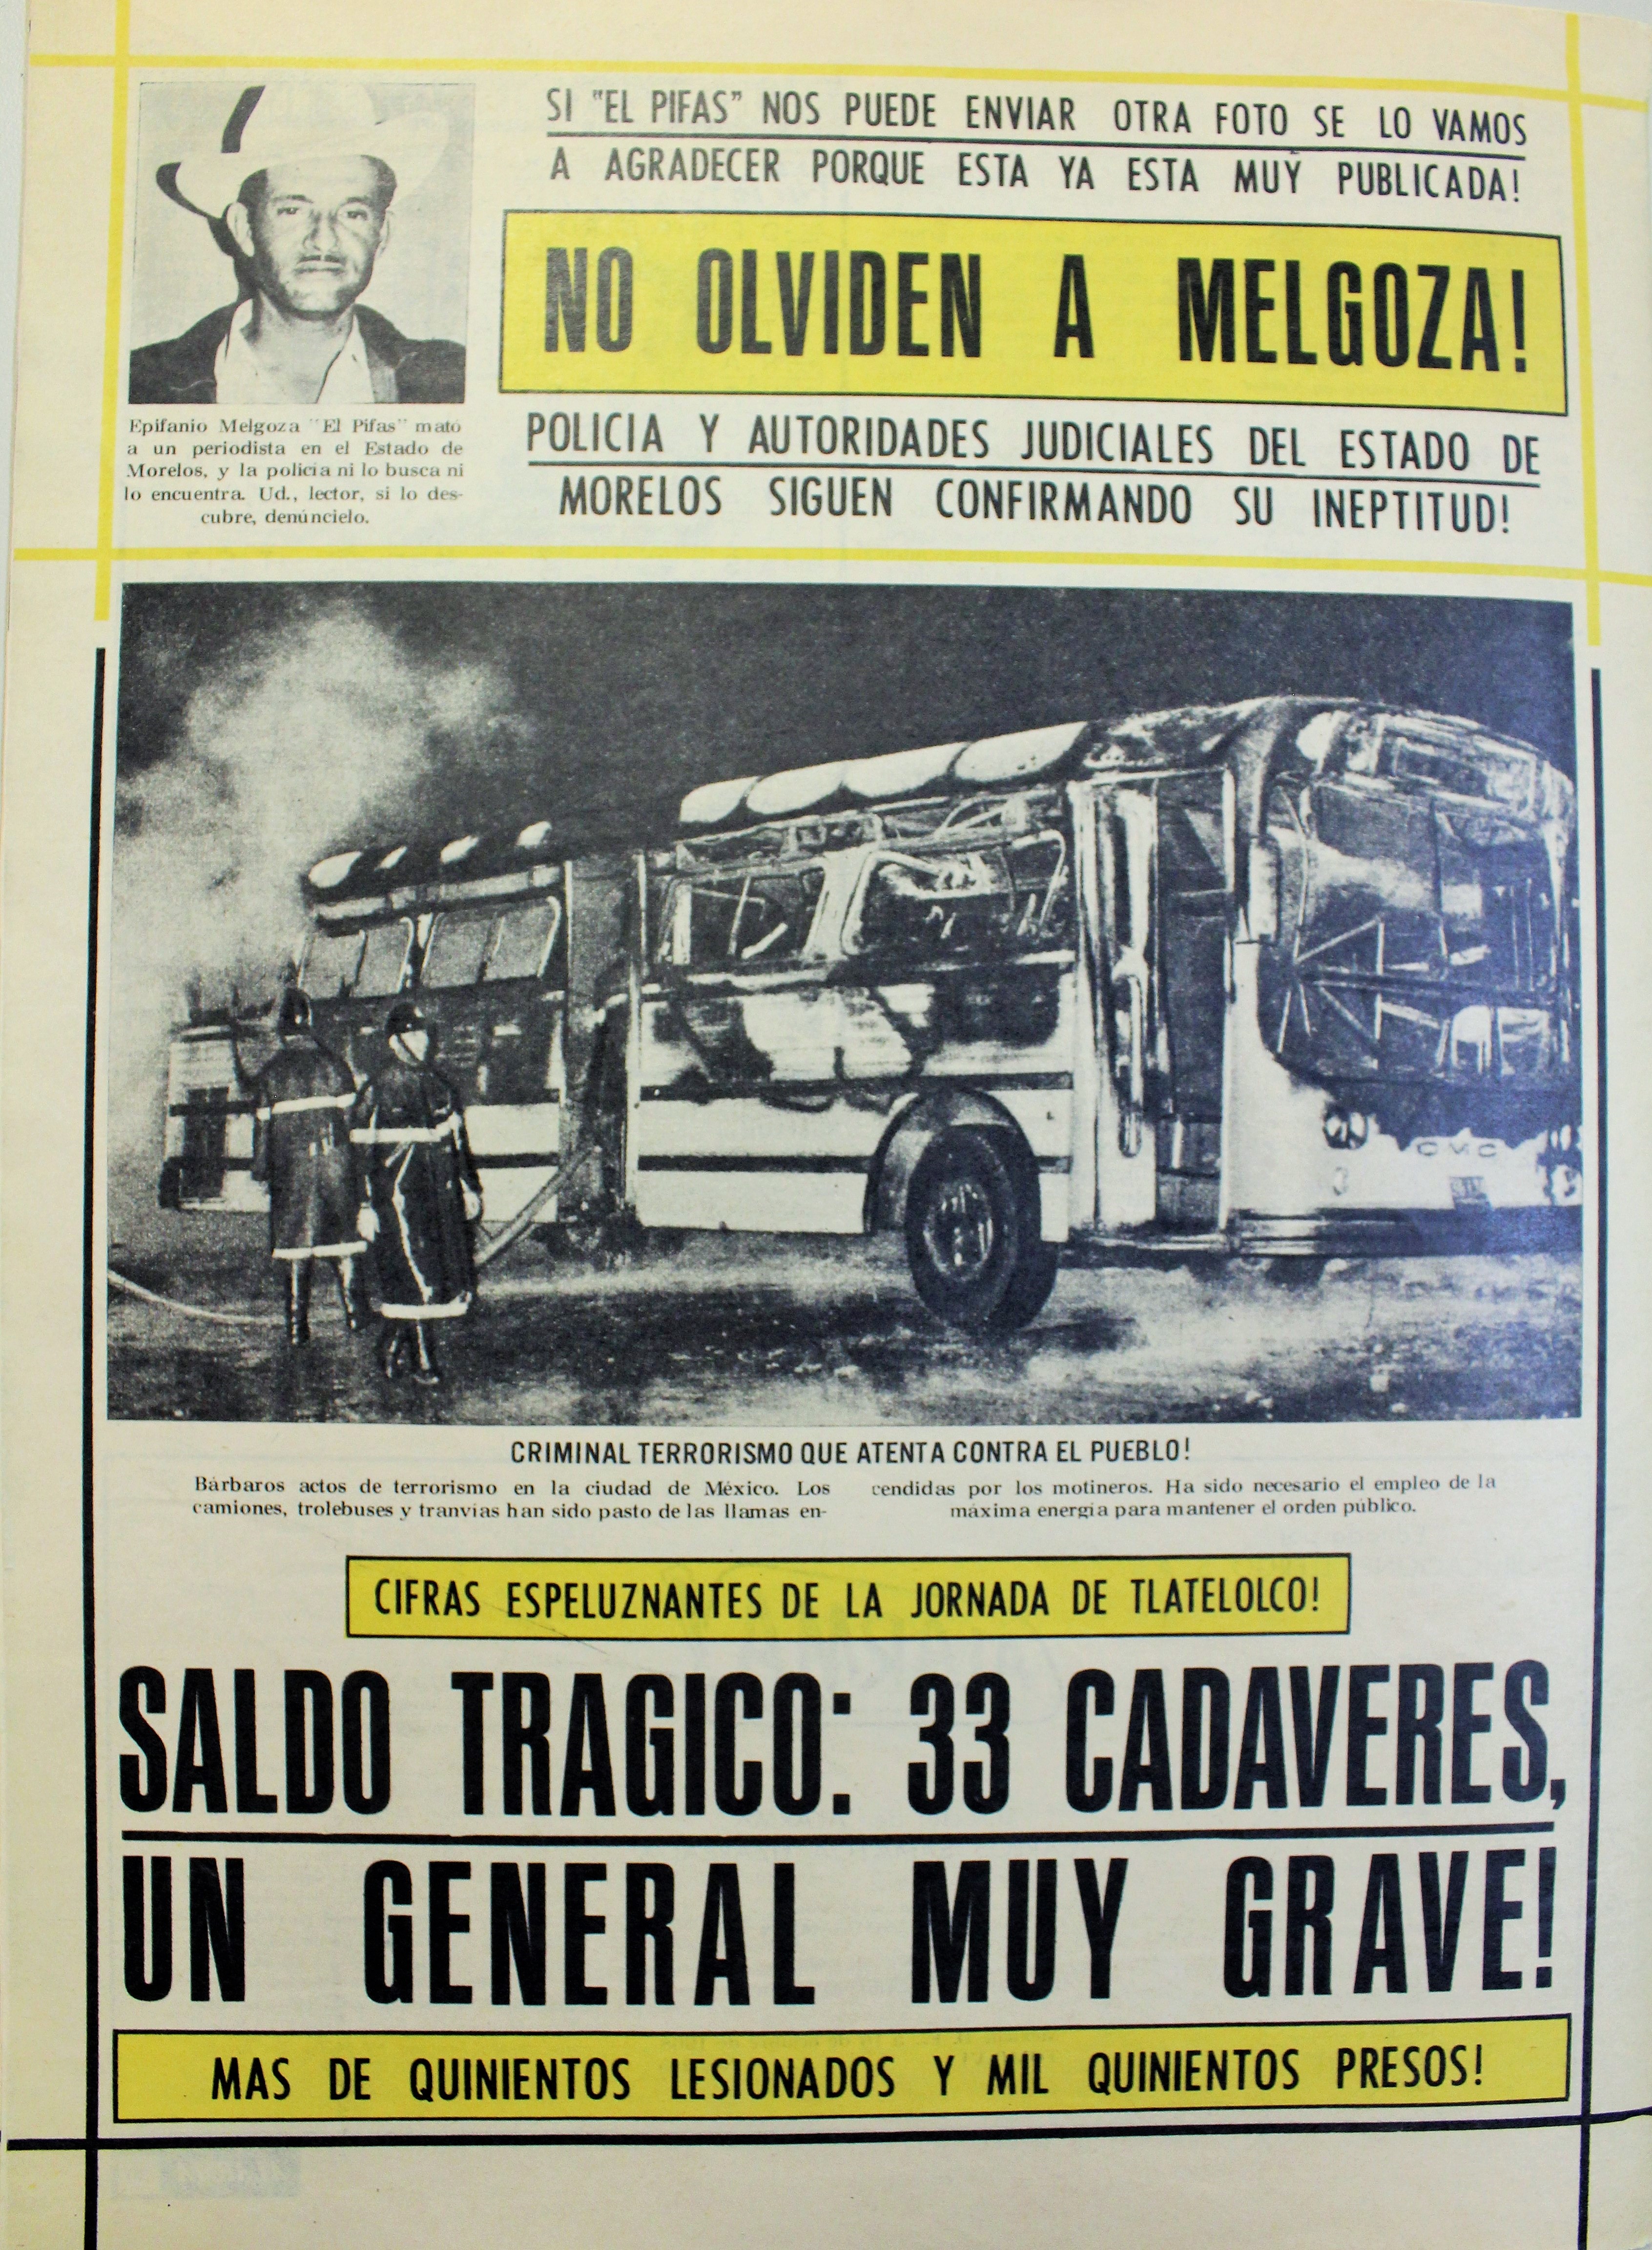 SI "EL PIFAS" NOS PUEDE ENVIAR OTRA FOTO SE LO VAMOS
A AGRADECER PORQUE ESTA YA ESTA MUY PUBLICADA!
NO OLVIDEN A MELGOZA!
POLICIA Y AUTORIDADES JUDICIALES DEL ESTADO DE
MORELOS SIGUEN CONFIRMANDO SU INEPTITUD!
Epifanio Melgoza "El Pifas" mató
a un periodista en el Estado de
Morelos, y la policía ni lo busca ni
lo encuentra. Ud., lector, si lo des-
cubre, denúncielo.
GMC
CRIMINAL TERRORISMO QUE ATENTA CONTRA EL PUEBLO!
Bárbaros actos de terrorismo en la ciudad de México. Los
camiones, trolebuses y tranvías han sido pasto de las llamas en-
cendidas por los motineros. Ha sido necesario el empleo de la
máxima energía para mantener el orden público.
CIFRAS ESPELUZNANTES DE LA JORNADA DE TLATELOLCO!
SALDO TRAGICO: 33 CADAVERES,
UN GENERAL MUY GRAVE!
MAS DE QUINIENTOS LESIONADOS Y MIL QUINIENTOS PRESOS!